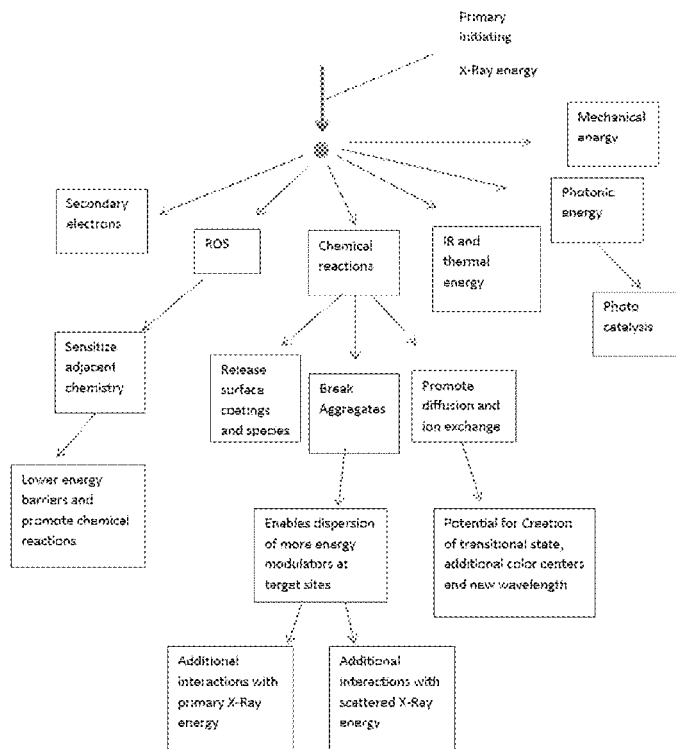 Primary
initiating
X-Ray energy
Mechanical
energy
Secondary
electrons
ROS
Chemical
reactions
IR and
thermal
energy
Photonic
energy
Photo
catalysis
Sensitize
adjacent
chemistry
Release
surface
coatings
and species
Break
Aggregates
Promote
diffusion and
ion exchange
Lower energy
barriers and
promote chemical
reactions
Enables dispersion
of more energy
modulators at
target sites
Potential for Creation
of transitional state,
additional color centers
and new wavelength
Additional
interactions with
primary X-Ray
energy
Additional
interactions with
scattered X-Ray
energy